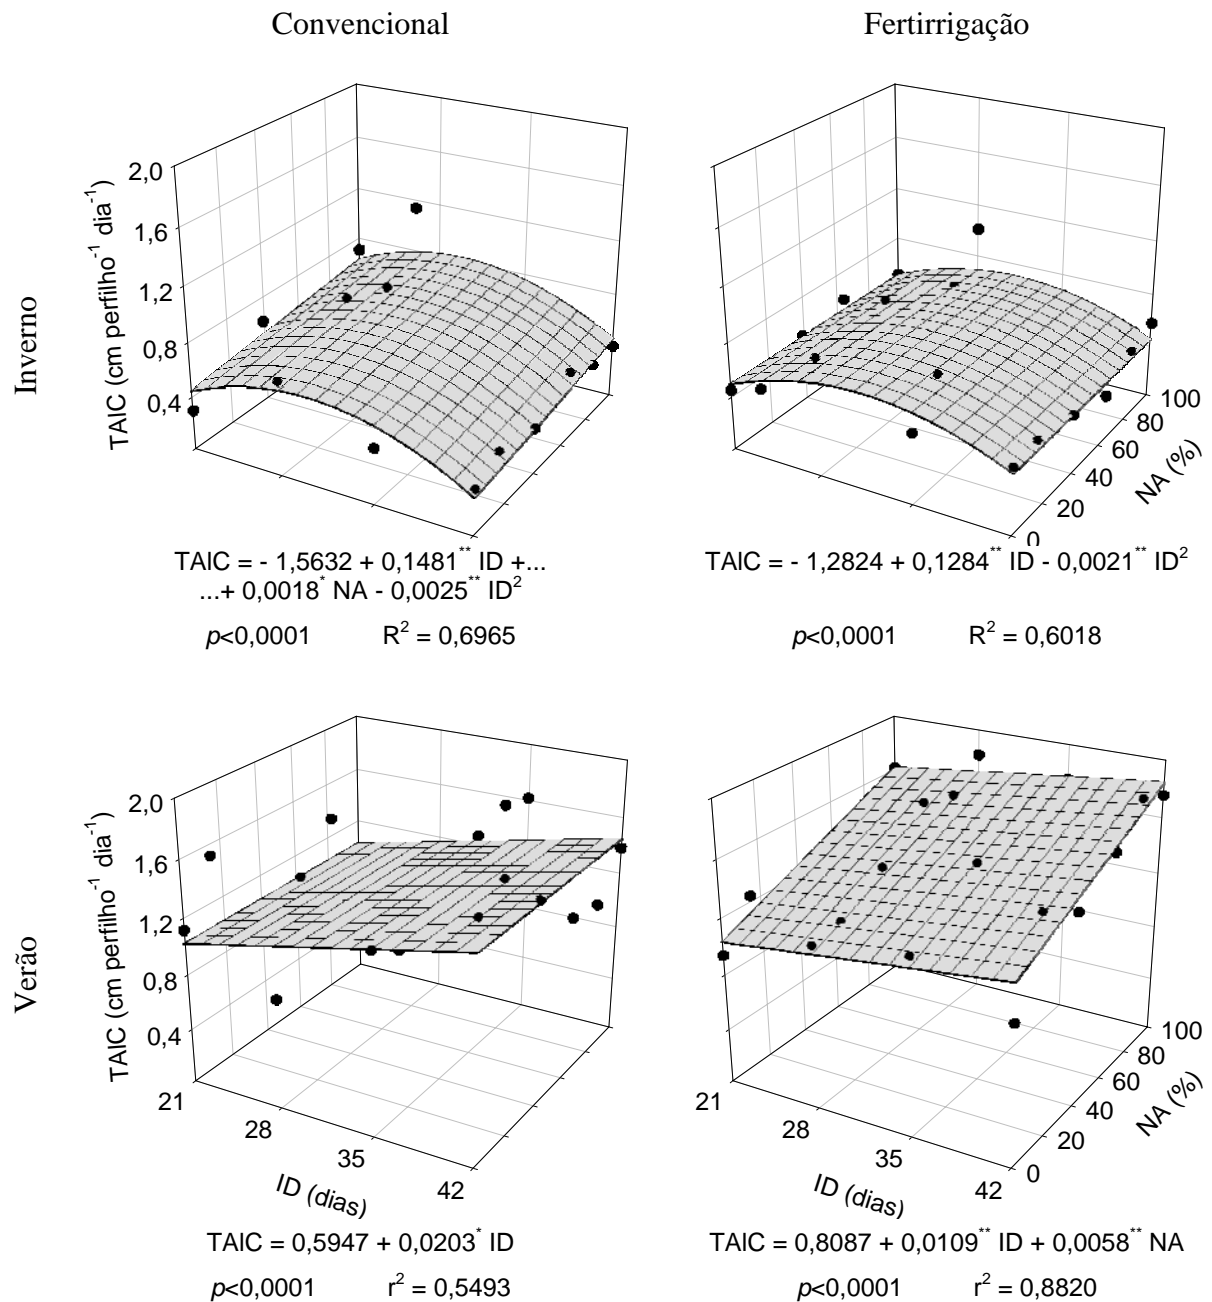 Convencional
Fertirrigação
Inverno
TAIC (cm perfilho⁻¹ dia⁻¹)
2,0
1,6
1,2
0,8
0,4
100
80
60
40
20
0
NA (%)
TAIC = - 1,5632 + 0,1481** ID +...
...+ 0,0018* NA - 0,0025** ID²
p<0,0001 R² = 0,6965
TAIC = - 1,2824 + 0,1284** ID - 0,0021** ID²
p<0,0001 R² = 0,6018
Verão
TAIC (cm perfilho⁻¹ dia⁻¹)
2,0
1,6
1,2
0,8
0,4
21
28
35
42
ID (dias)
21
28
35
42
ID (dias)
100
80
60
40
20
0
NA (%)
TAIC = 0,5947 + 0,0203* ID
p<0,0001 r² = 0,5493
TAIC = 0,8087 + 0,0109** ID + 0,0058** NA
p<0,0001 r² = 0,8820